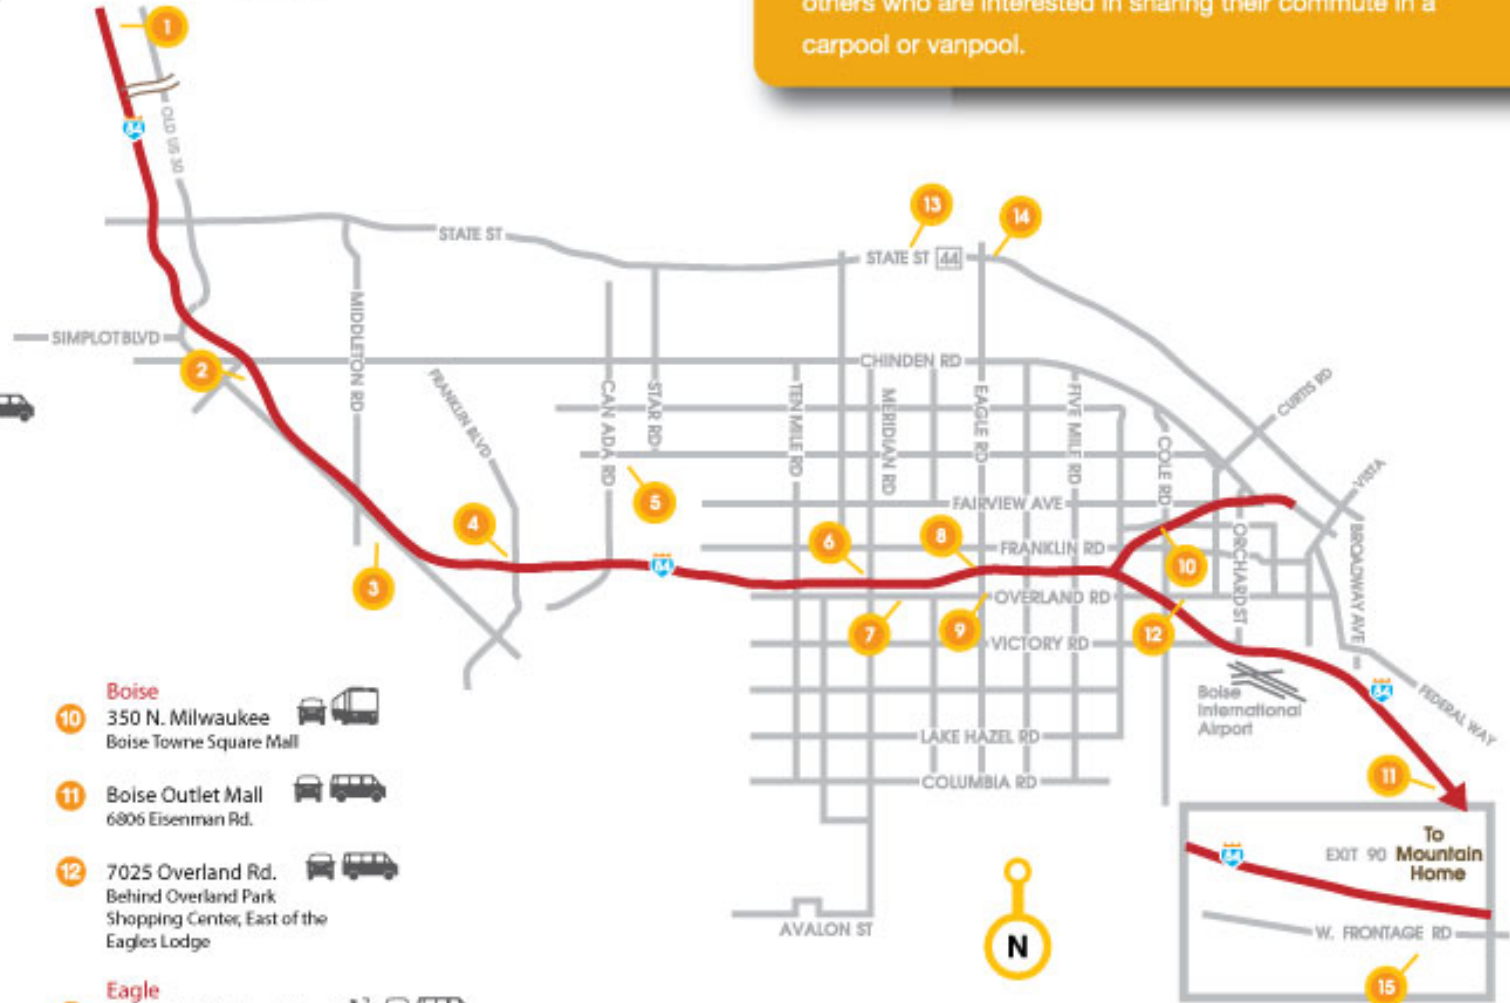 others who are interested in sharing their commute in a
carpool or vanpool.
1
84
OLD US 30
13
14
STATE ST
STATE ST 44
MIDDLETON RD
SIMPLOT BLVD
2
CHINDEN RD
FRANKLIN BLVD
CAN ADA RD
STAR RD
TEN MILE RD
MERIDIAN RD
EAGLE RD
FIVE MILE RD
COLE RD
CURTIS RD
VISTA
5
4
FAIRVIEW AVE
6
8
FRANKLIN RD
10
ORCHARD ST
BROADWAY AVE
84
3
7
9
OVERLAND RD
12
VICTORY RD
Boise
International
Airport
84
FEDERAL WAY
LAKE HAZEL RD
COLUMBIA RD
11
AVALON ST
N
84
EXIT 90
To
Mountain
Home
W. FRONTAGE RD
15
Boise
10 350 N. Milwaukee
Boise Towne Square Mall
11 Boise Outlet Mall
6806 Eisenman Rd.
12 7025 Overland Rd.
Behind Overland Park
Shopping Center, East of the
Eagles Lodge
Eagle